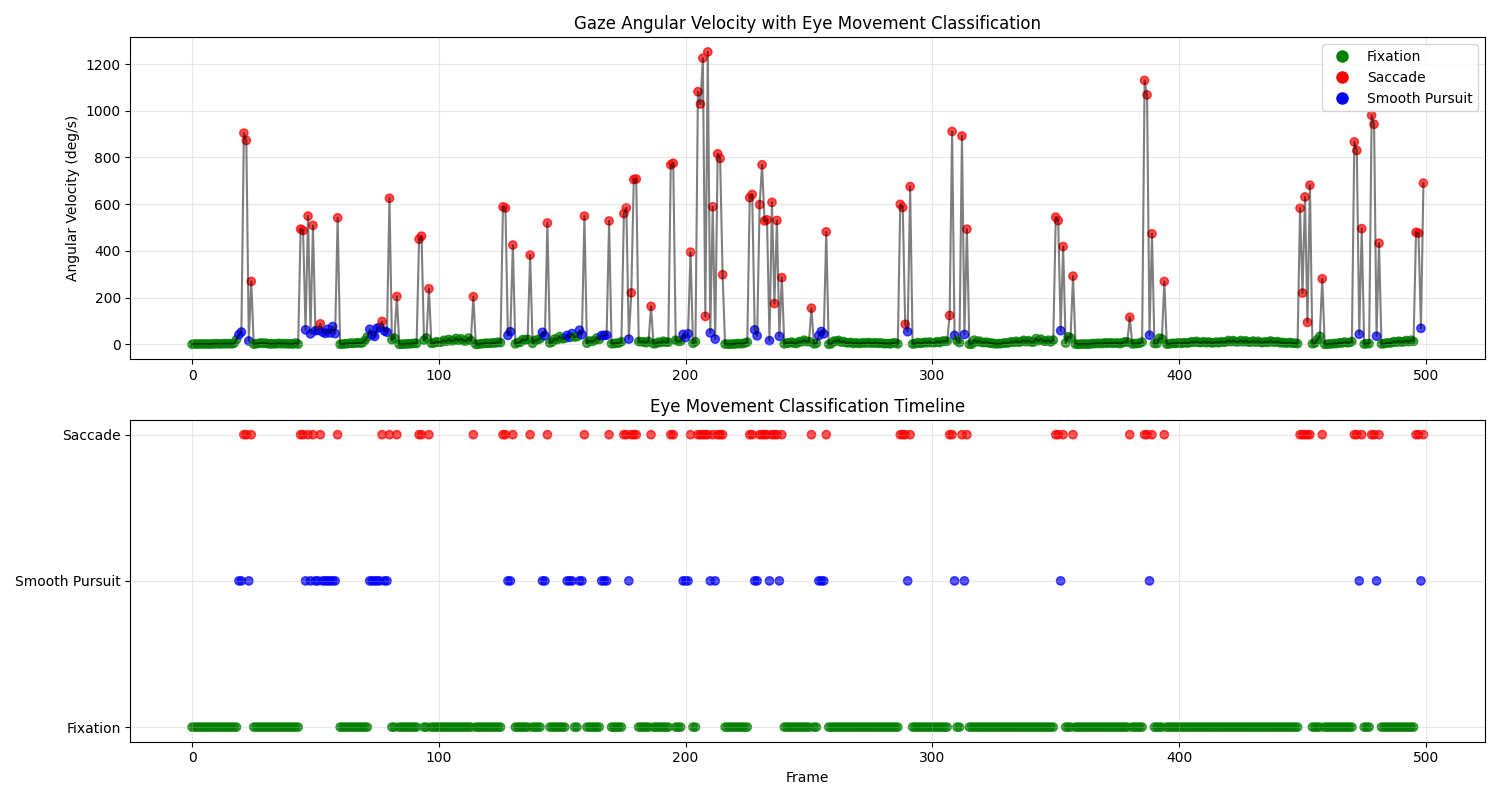 Gaze Angular Velocity with Eye Movement Classification
Angular Velocity (deg/s)
1200
1000
800
600
400
200
0
Fixation
Saccade
Smooth Pursuit
0 100 200 300 400 500
Eye Movement Classification Timeline
Saccade
Smooth Pursuit
Fixation
0 100 200 300 400 500
Frame